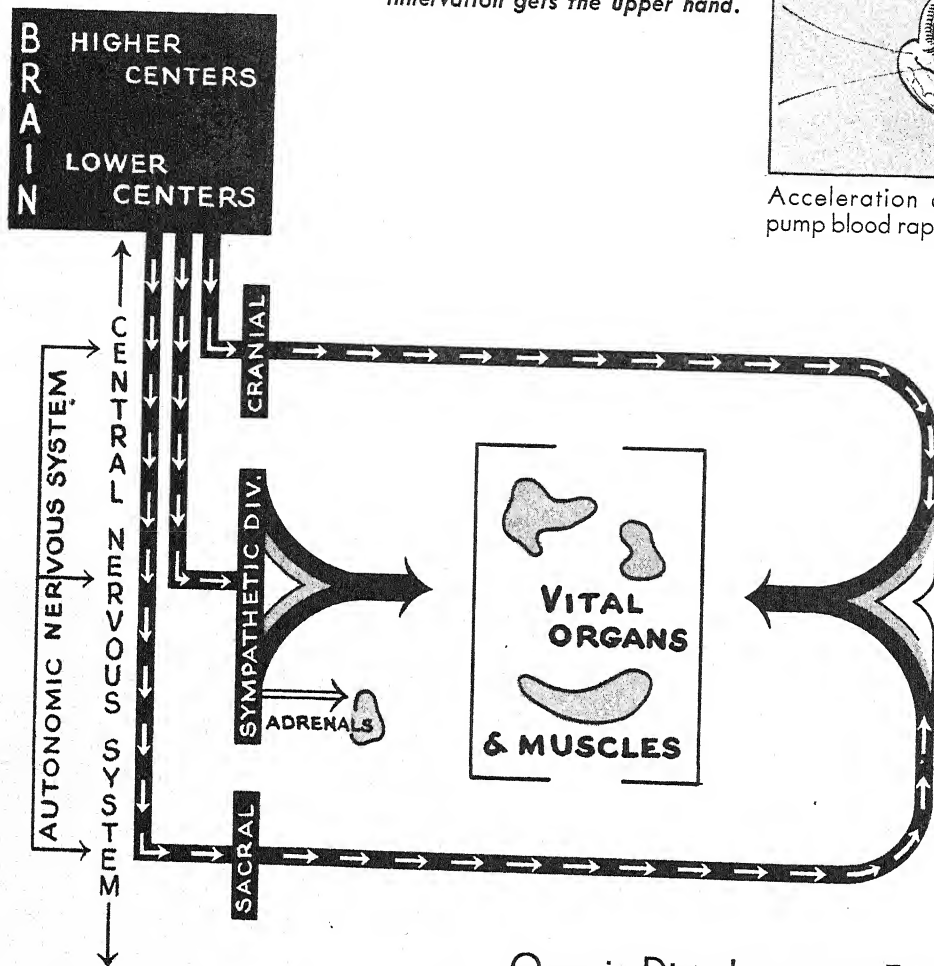 innervation gets the upper hand.
BRAIN
HIGHER
CENTERS
LOWER
CENTERS
Acceleration
pump blood rap
AUTONOMIC NERVOUS SYSTEM
CENTRAL NERVOUS SYSTEM
CRANIAL
SYMPATHETIC DIV.
ADRENALS
SACRAL
VITAL
ORGANS
& MUSCLES